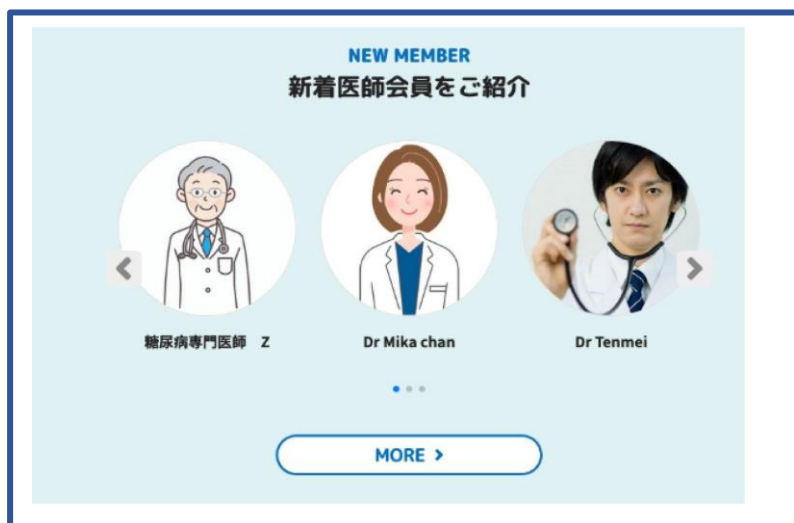 NEW MEMBER
新着医師会員をご紹介
糖尿病専門医師　Z
Dr Mika chan
Dr Tenmei
MORE >